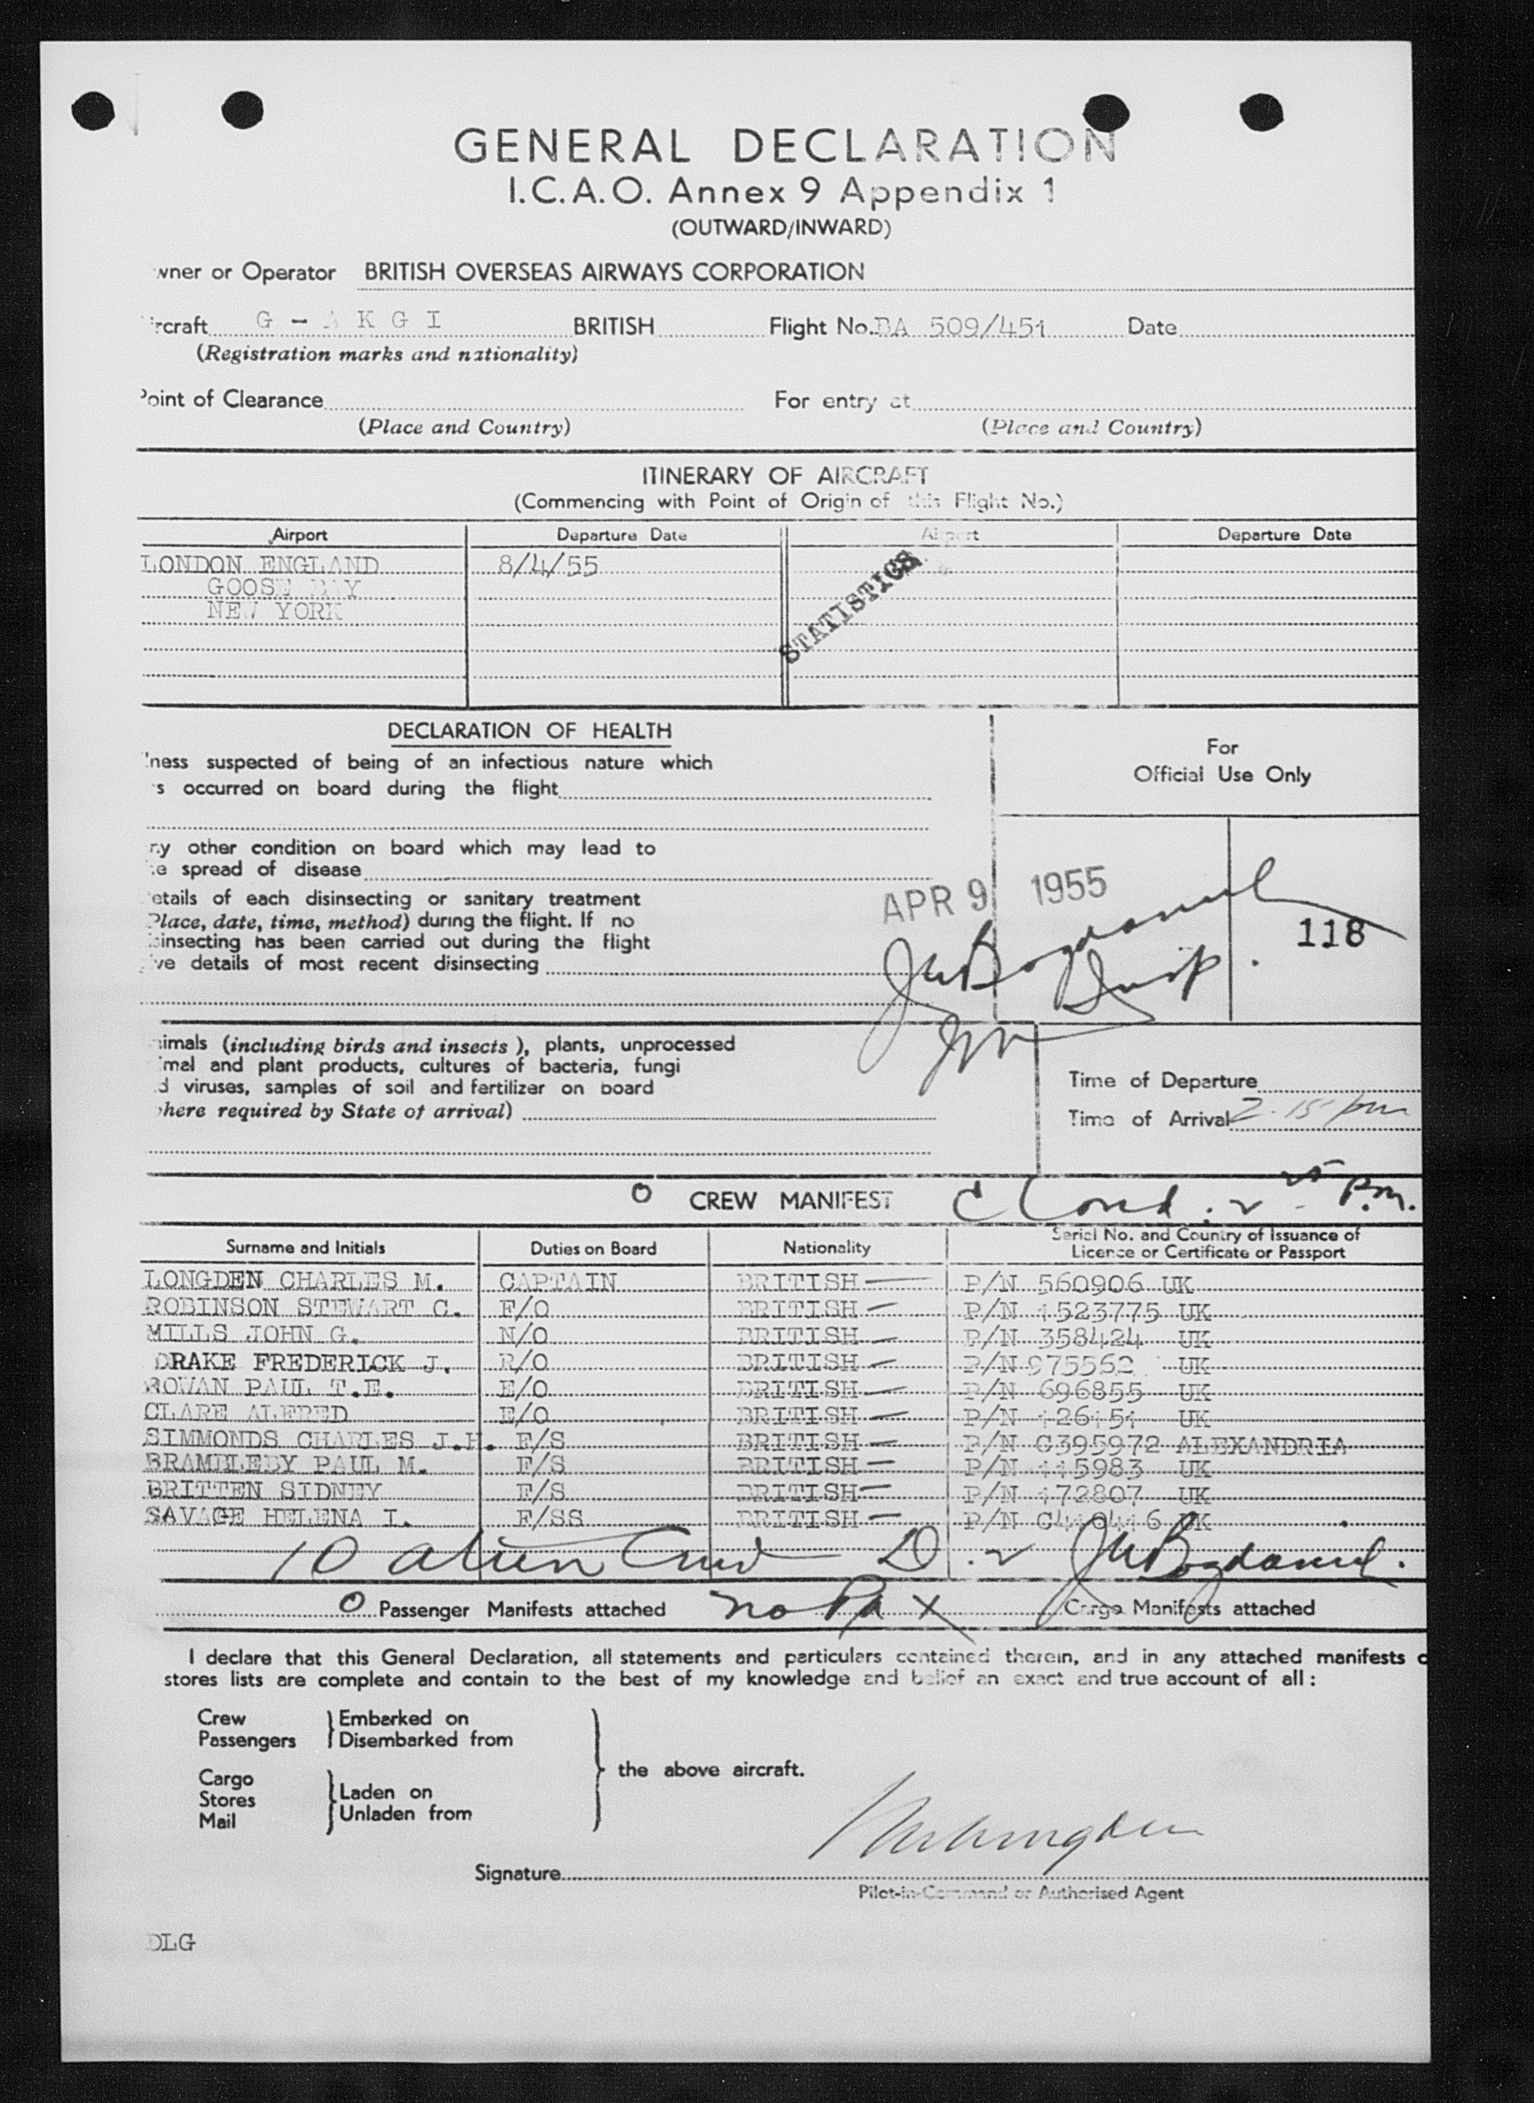 GENERAL DECLARATION
I.C.A.O. Annex 9 Appendix 1
(OUTWARD/INWARD)
wner or Operator BRITISH OVERSEAS AIRWAYS CORPORATION
ircraft G - A K G I BRITISH Flight No. BA 509/451 Date
(Registration marks and nationality)
Point of Clearance For entry at
(Place and Country) (Place and Country)
ITINERARY OF AIRCRAFT
(Commencing with Point of Origin of this Flight No.)
Airport Departure Date Airport Departure Date
LONDON ENGLAND 8/4/55
GOOSE BAY
NEW YORK
STATISTICS
DECLARATION OF HEALTH
lness suspected of being of an infectious nature which
s occurred on board during the flight
For
Official Use Only
ny other condition on board which may lead to
e spread of disease
etails of each disinsecting or sanitary treatment
Place, date, time, method) during the flight. If no
isinsecting has been carried out during the flight
ive details of most recent disinsecting
APR 9 1955
118
JW Bogdaniel
Insp.
nimals (including birds and insects), plants, unprocessed
imal and plant products, cultures of bacteria, fungi
d viruses, samples of soil and fertilizer on board
where required by State of arrival)
Time of Departure
Time of Arrival 2.15 pm
O CREW MANIFEST
Surname and Initials Duties on Board Nationality Serial No. and Country of Issuance of Licence or Certificate or Passport
LONGDEN CHARLES M. CAPTAIN BRITISH P/N 560906 UK
ROBINSON STEWART C. F/O BRITISH P/N 1523775 UK
MILLS JOHN G. N/O BRITISH P/N 358424 UK
DRAKE FREDERICK J. R/O BRITISH P/N 975562 UK
ROWAN PAUL T.E. E/O BRITISH P/N 696855 UK
CLARE ALFRED E/O BRITISH P/N 126151 UK
SIMMONDS CHARLES J.H. F/S BRITISH P/N C395972 ALEXANDRIA
BRAMBLEBY PAUL M. F/S BRITISH P/N 115983 UK
BRITTEN SIDNEY F/S BRITISH P/N 172807 UK
SAVAGE HELENA I. F/SS BRITISH P/N C410416 UK
10 alien Crew D.2 JW Bogdaniel.
O Passenger Manifests attached no Pax Cargo Manifests attached
I declare that this General Declaration, all statements and particulars contained therein, and in any attached manifests o
stores lists are complete and contain to the best of my knowledge and belief an exact and true account of all :
Crew
Passengers
Embarked on
Disembarked from
Cargo
Stores
Mail
Laden on
Unladen from
the above aircraft.
Signature
Pilot-in-Command or Authorised Agent
DLG